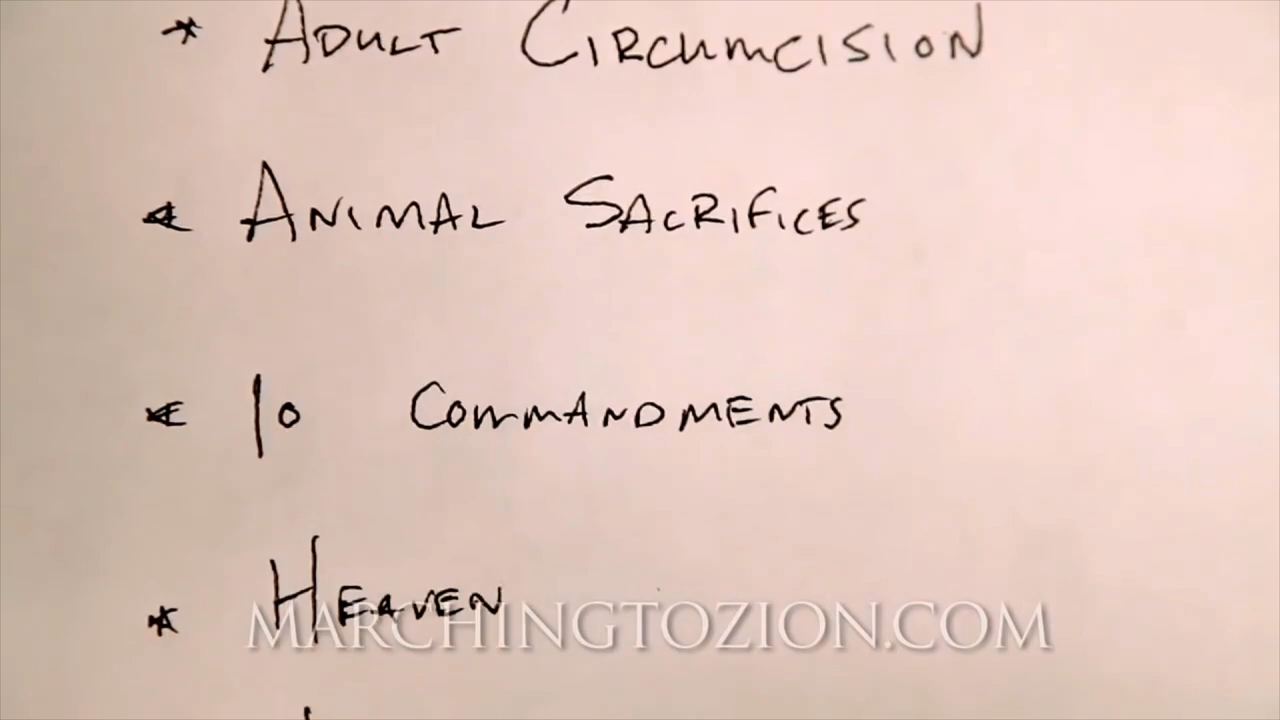 * Adult Circumcision
* Animal Sacrifices
* 10 Commandments
* Heaven
MARCHINGTOZION.COM